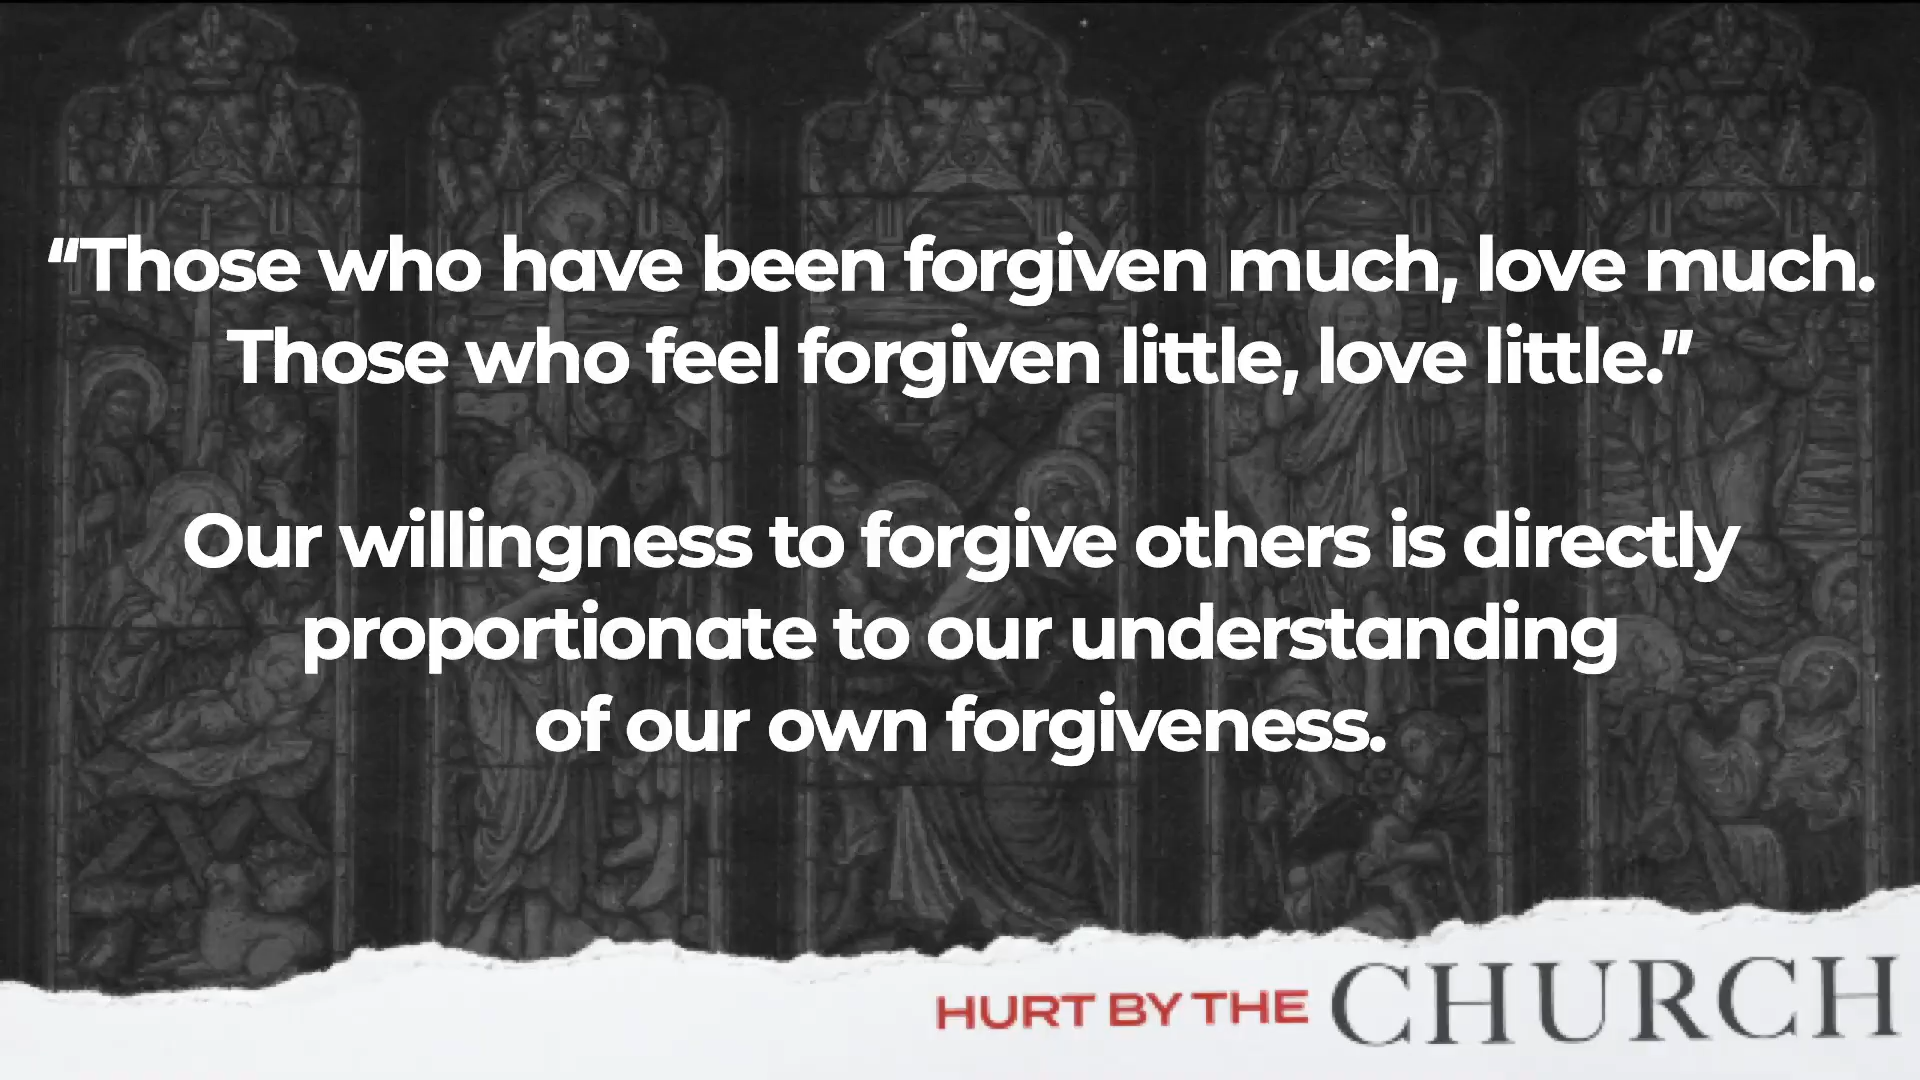 “Those who have been forgiven much, love much.
Those who feel forgiven little, love little.”
Our willingness to forgive others is directly
proportionate to our understanding
of our own forgiveness.
HURT BY THE CHURCH